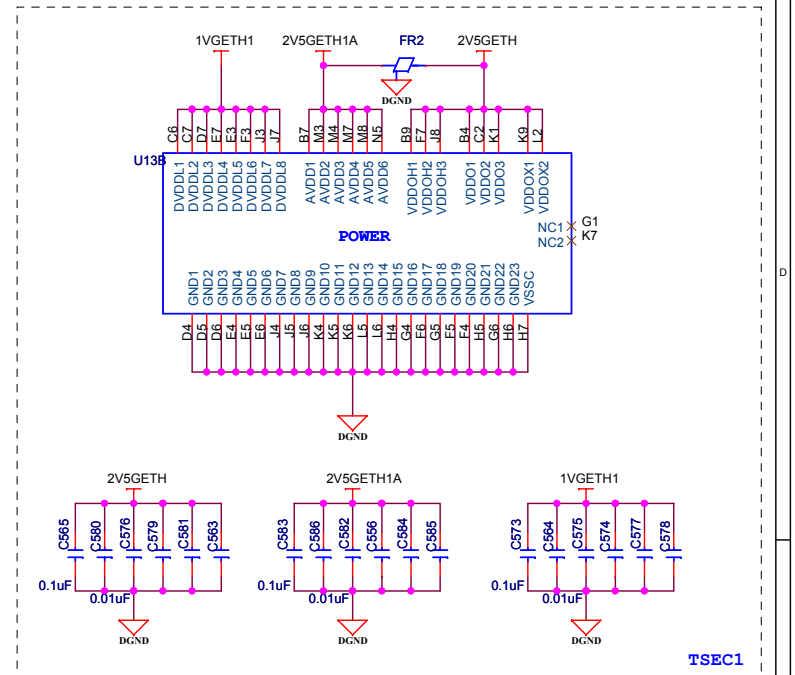 1VGETH1 2V5GETH1A FR2 2V5GETH
DGND
C6 C7 D7 E7 E3 F3 J3 J7 B7 M3 M4 M7 M8 N5 B9 F7 J8 B4 C2 K1 K9 L2
U13B
DVDDL1 DVDDL2 DVDDL3 DVDDL4 DVDDL5 DVDDL6 DVDDL7 DVDDL8 AVDD1 AVDD2 AVDD3 AVDD4 AVDD5 AVDD6 VDDOH1 VDDOH2 VDDOH3 VDDO1 VDDO2 VDDO3 VDDOX1 VDDOX2
NC1 G1
POWER
NC2 K7
GND1 GND2 GND3 GND4 GND5 GND6 GND7 GND8 GND9 GND10 GND11 GND12 GND13 GND14 GND15 GND16 GND17 GND18 GND19 GND20 GND21 GND22 GND23 VSSC
D
D4 D5 D6 E4 E5 E6 J4 J5 J6 K4 K5 K6 L5 L6 H4 G4 F6 G5 F5 F4 H5 G6 H6 H7
DGND
2V5GETH 2V5GETH1A 1VGETH1
C565 C580 C576 C579 C581 C563 C583 C586 C582 C556 C584 C585 C573 C564 C575 C574 C577 C578
0.1uF 0.01uF 0.1uF 0.01uF 0.1uF 0.01uF
DGND DGND DGND
TSEC1